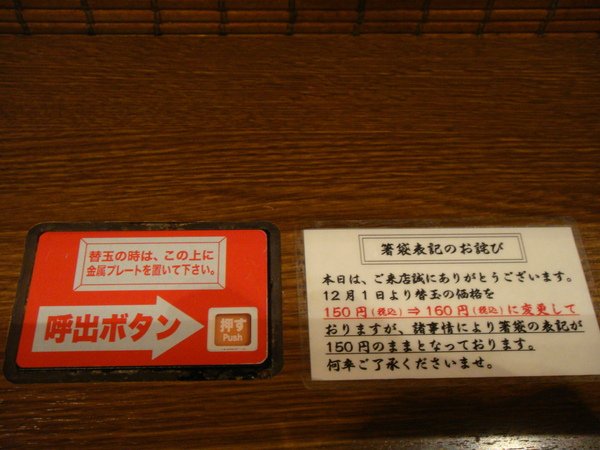 替玉の時は、この上に
金属プレートを置いて下さい。
呼出ボタン
押す
Push
箸袋表記のお詫び
本日は、ご来店誠にありがとうございます。
12月1日より替玉の価格を
150円(税込)⇒160円(税込)に変更して
おりますが、諸事情により箸袋の表記が
150円のままとなっております。
何卒ご了承くださいませ。